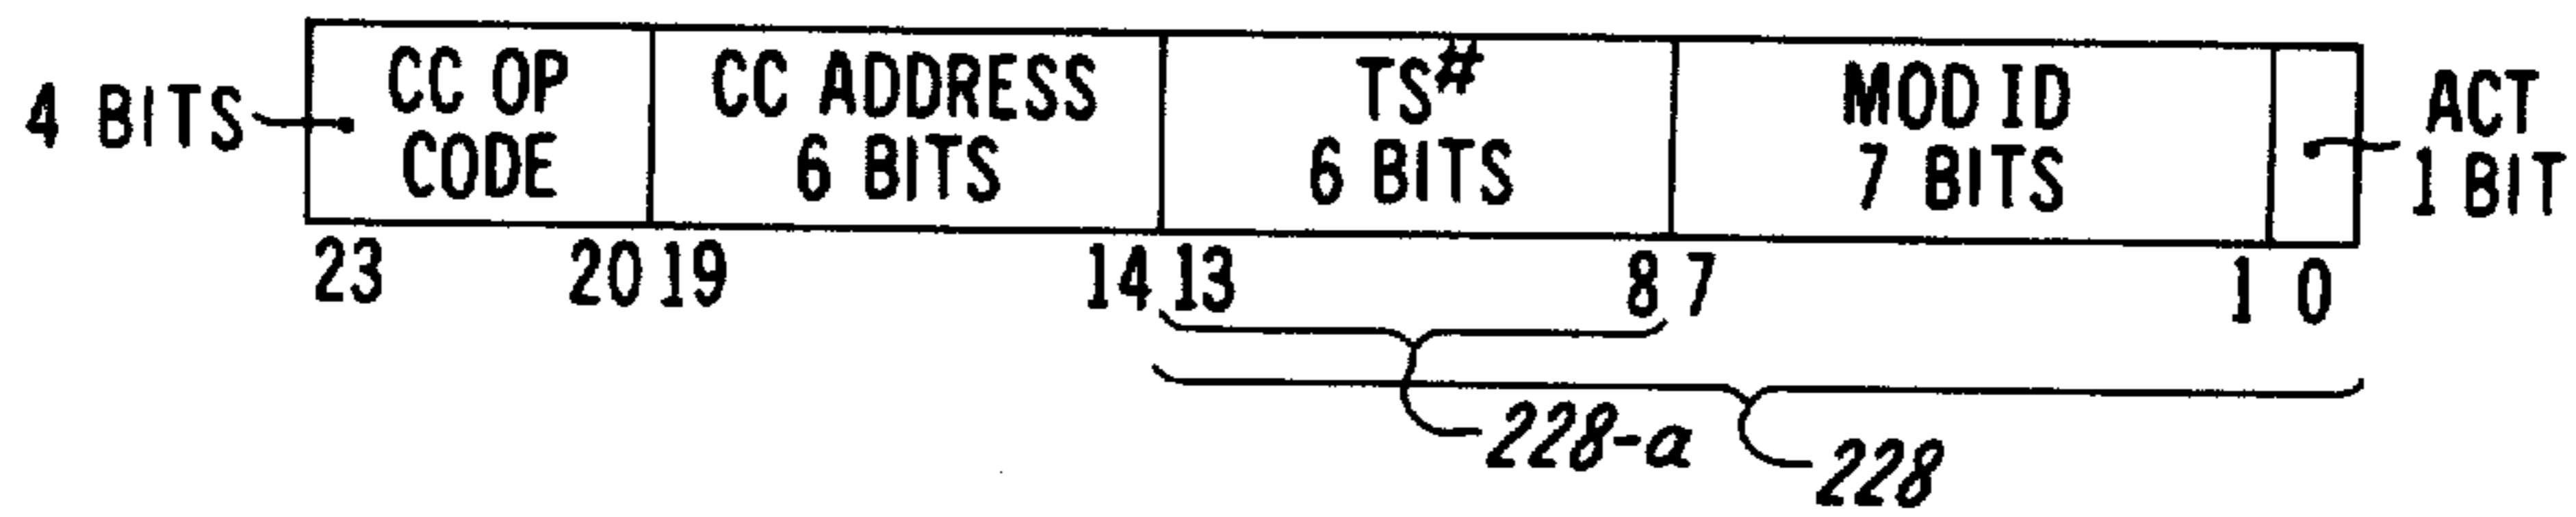 4 BITS
CC OP
CODE
CC ADDRESS
6 BITS
TS#
6 BITS
MOD ID
7 BITS
ACT
1 BIT
23 20 19 14 13 8 7 1 0
228-a
228